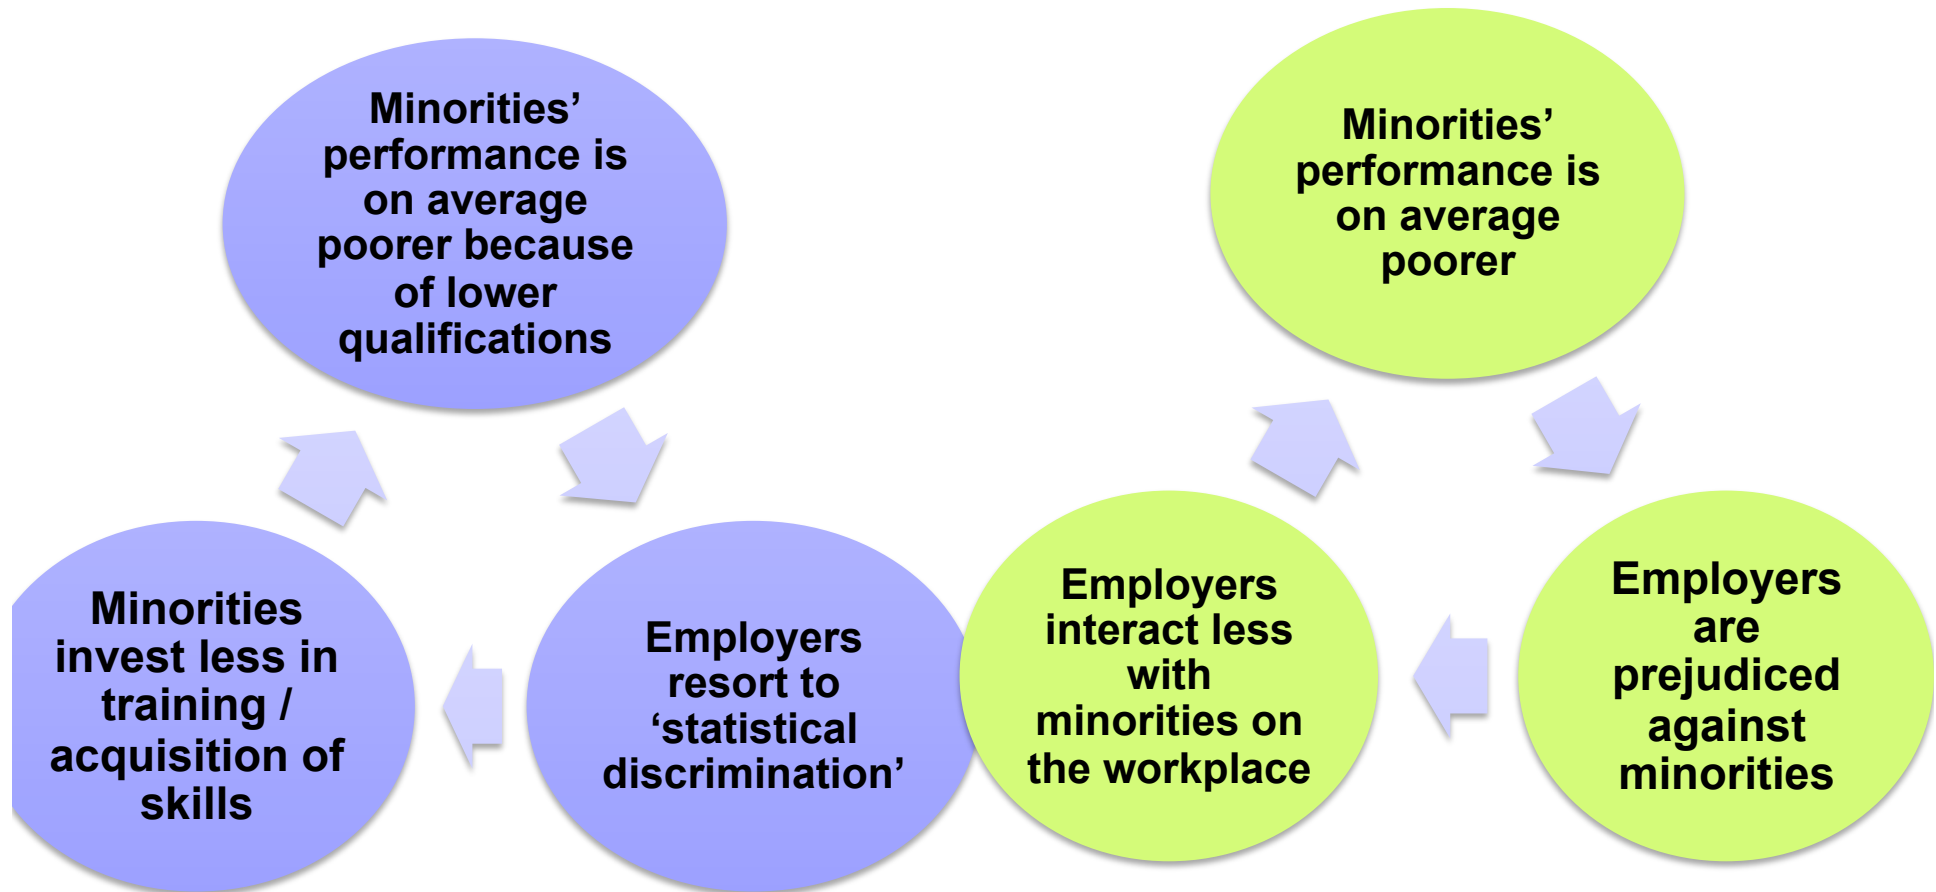 Minorities’
performance is
on average
poorer because
of lower
qualifications
Employers
resort to
‘statistical
discrimination’
Minorities
invest less in
training /
acquisition of
skills
Minorities’
performance is
on average
poorer
Employers
are
prejudiced
against
minorities
Employers
interact less
with
minorities on
the workplace